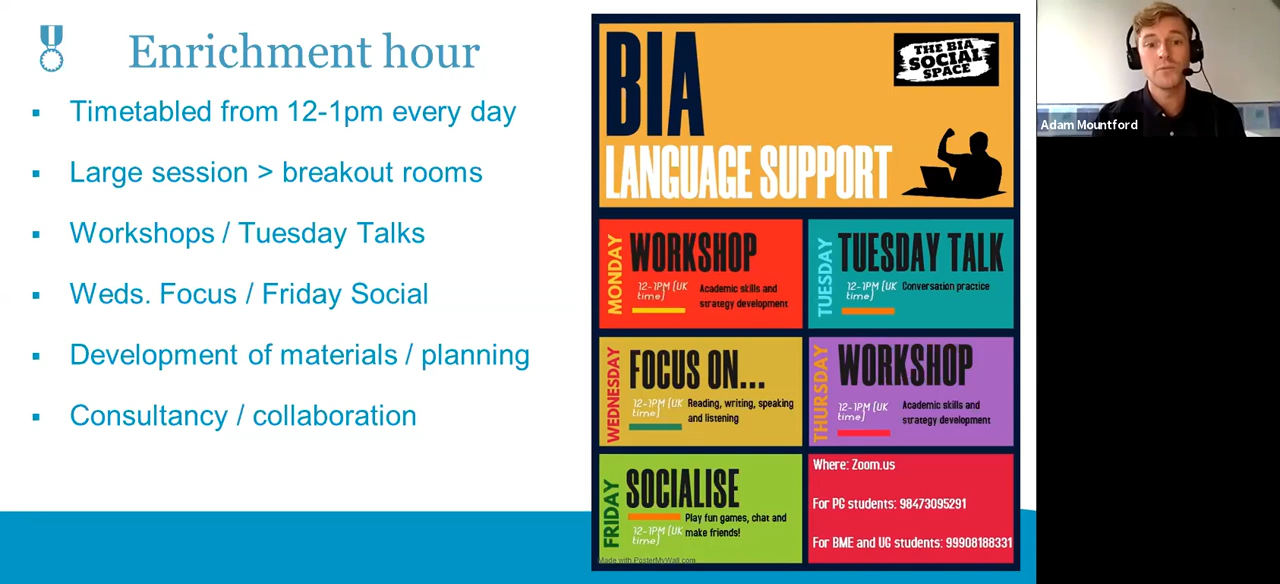 Enrichment hour
Timetabled from 12-1pm every day
Large session > breakout rooms
Workshops / Tuesday Talks
Weds. Focus / Friday Social
Development of materials / planning
Consultancy / collaboration
BIA
LANGUAGE SUPPORT
THE BIA
SOCIAL
SPACE
MONDAY
WORKSHOP
12-1PM (UK
time)
Academic skills and
strategy development
TUESDAY
TUESDAY TALK
12-1PM (UK
time)
Conversation practice
WEDNESDAY
FOCUS ON...
12-1PM (UK
time)
Reading, writing, speaking
and listening
THURSDAY
WORKSHOP
12-1PM (UK
time)
Academic skills and
strategy development
FRIDAY
SOCIALISE
12-1PM (UK
time)
Play fun games, chat and
make friends!
Where: Zoom.us
For PG students: 98473095291
For BME and UG students: 99908188331
Made with PosterMyWall.com
Adam Mountford